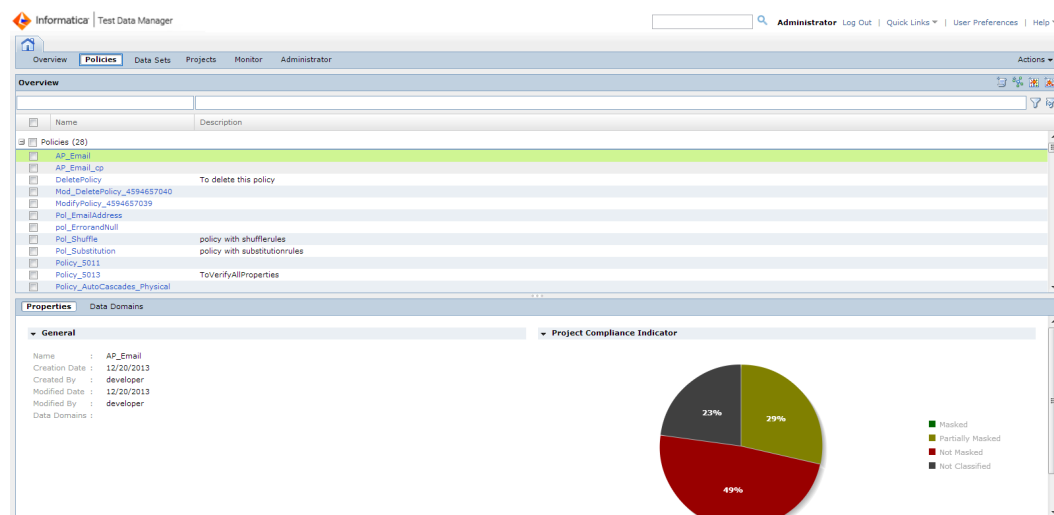 Informatica Test Data Manager
Administrator Log Out | Quick Links | User Preferences | Help
Overview Policies Data Sets Projects Monitor Administrator Actions
Overview
Name Description
Policies (28)
AP_Email
AP_Email_cp
DeletePolicy To delete this policy
Mod_DeletePolicy_4594657040
ModifyPolicy_4594657039
Pol_EmailAddress
pol_ErrorandNull
Pol_Shuffle policy with shufflerules
Pol_Substitution policy with substitutionrules
Policy_5011
Policy_5013 ToVerifyAllProperties
Policy_AutoCascades_Physical
Properties Data Domains
General
Name : AP_Email
Creation Date : 12/20/2013
Created By : developer
Modified Date : 12/20/2013
Modified By : developer
Data Domains :
Project Compliance Indicator
23%
29%
49%
Masked
Partially Masked
Not Masked
Not Classified